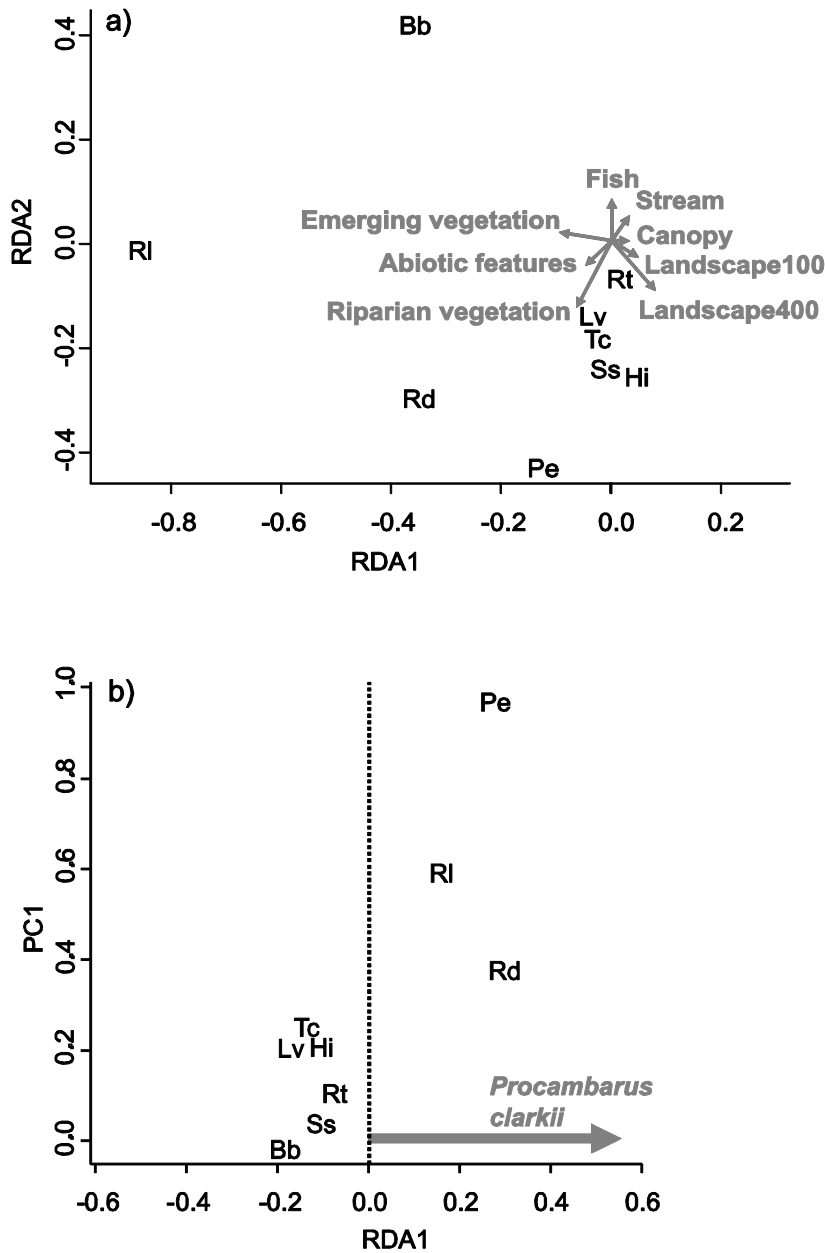 a)
0.4
Bb
0.2
Fish
Stream
Emerging vegetation
Canopy
RDA2
0.0
Rl
Abiotic features
Landscape100
Rt
Riparian vegetation
Landscape400
Lv
-0.2
Tc
Ss
Hi
Rd
-0.4
Pe
-0.8 -0.6 -0.4 -0.2 0.0 0.2
RDA1
b)
1.0
Pe
0.8
Rl
0.6
PC1
Rd
0.4
Tc
Lv Hi
0.2
Rt
Procambarus
clarkii
Ss
0.0
Bb
-0.6 -0.4 -0.2 0.0 0.2 0.4 0.6
RDA1